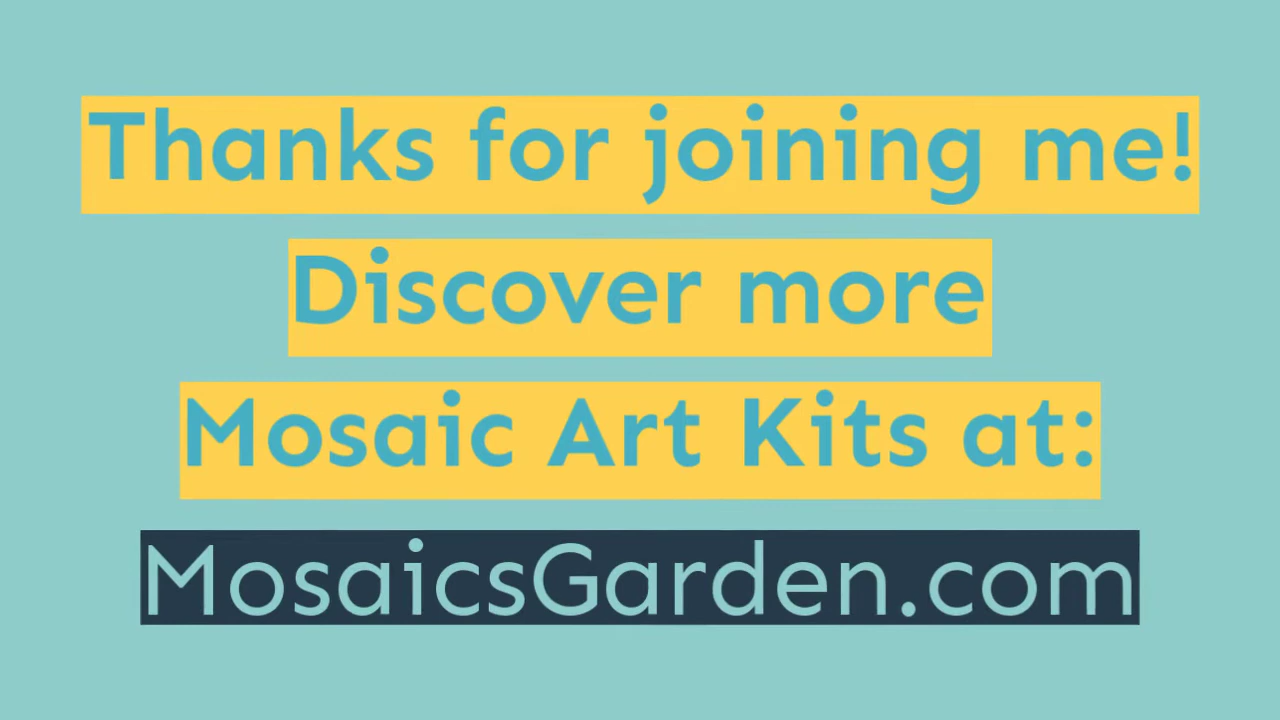 Thanks for joining me!
Discover more
Mosaic Art Kits at:
MosaicsGarden.com